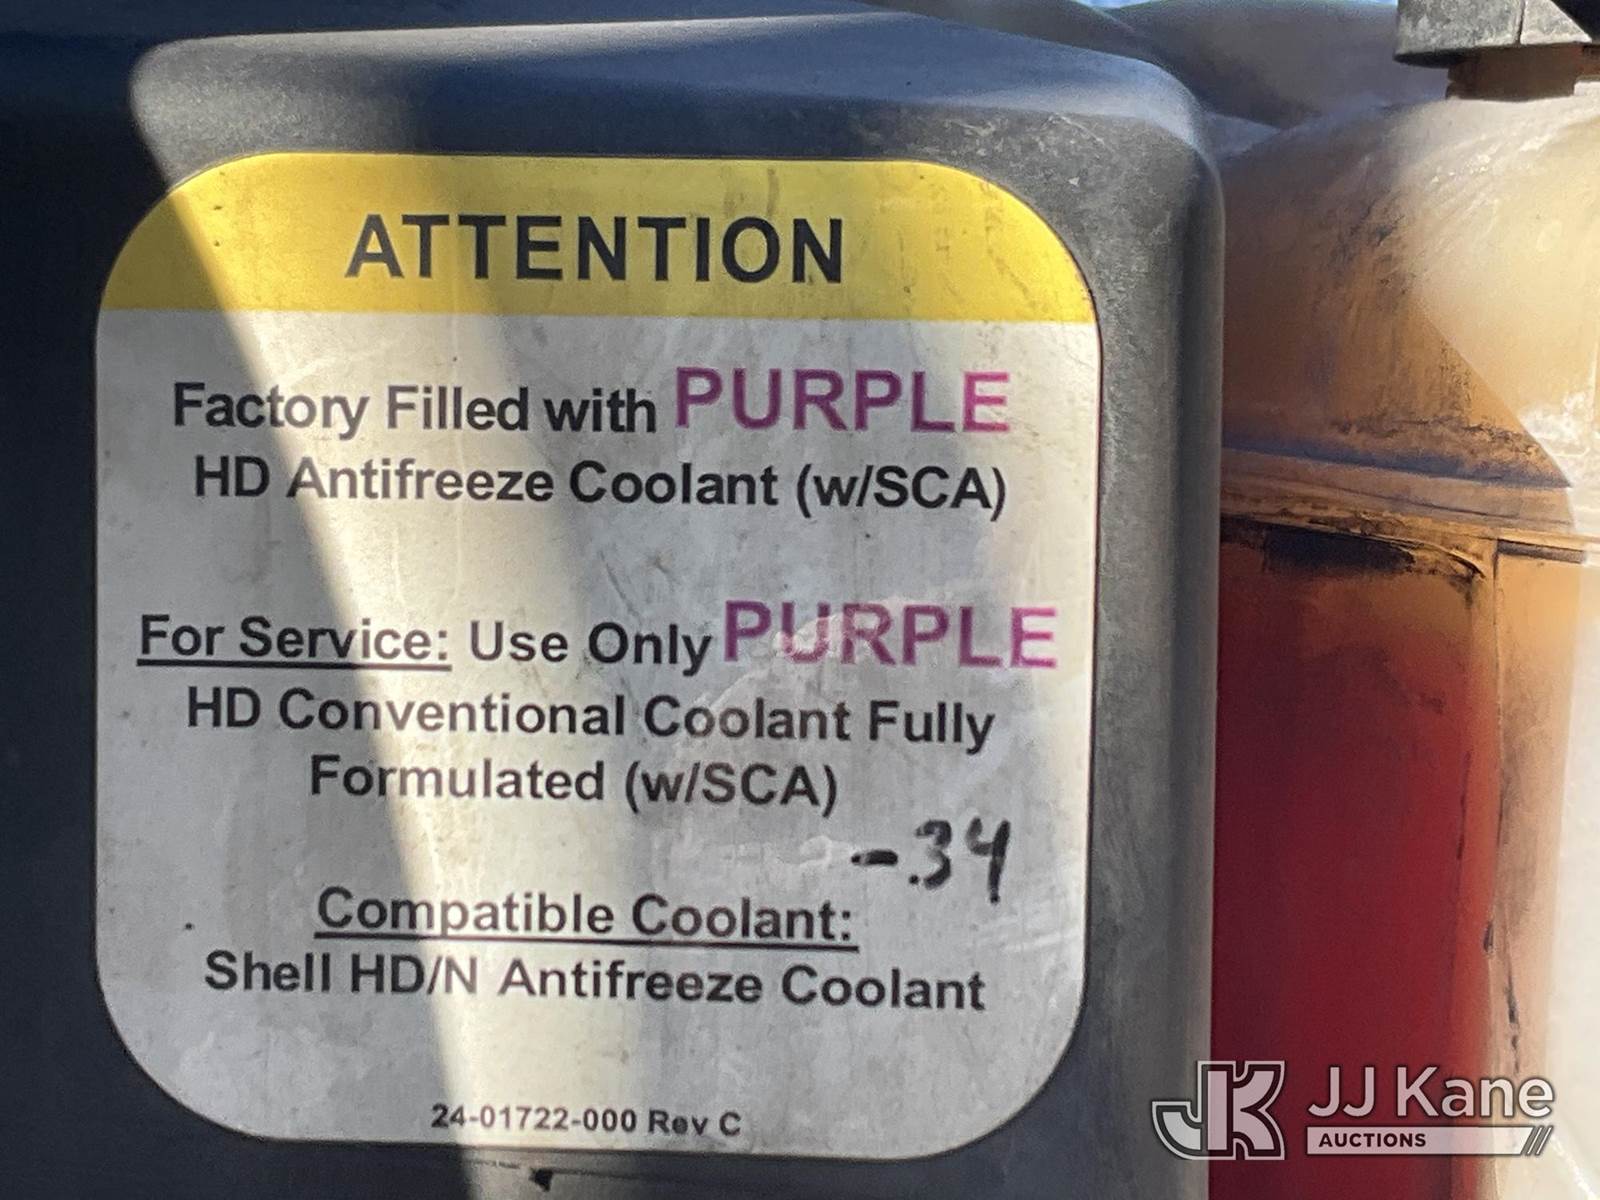 ATTENTION
Factory Filled with PURPLE
HD Antifreeze Coolant (w/SCA)
For Service: Use Only PURPLE
HD Conventional Coolant Fully
Formulated (w/SCA)
-.34
Compatible Coolant:
Shell HD/N Antifreeze Coolant
24-01722-000 Rev C
JK JJ Kane
AUCTIONS